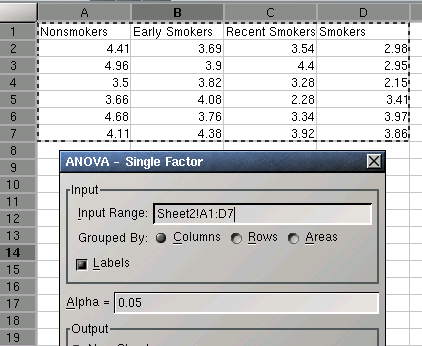 A B C D
1 Nonsmokers Early Smokers Recent Smokers Smokers
2 4.41 3.69 3.54 2.98
3 4.96 3.9 4.4 2.95
4 3.5 3.82 3.28 2.15
5 3.66 4.08 2.28 3.41
6 4.68 3.76 3.34 3.97
7 4.11 4.38 3.92 3.86
8
9
10
11
12
13
14
15
16
17
18
19
ANOVA - Single Factor
Input
Input Range: Sheet2!A1:D7
Grouped By: Columns Rows Areas
Labels
Alpha = 0.05
Output